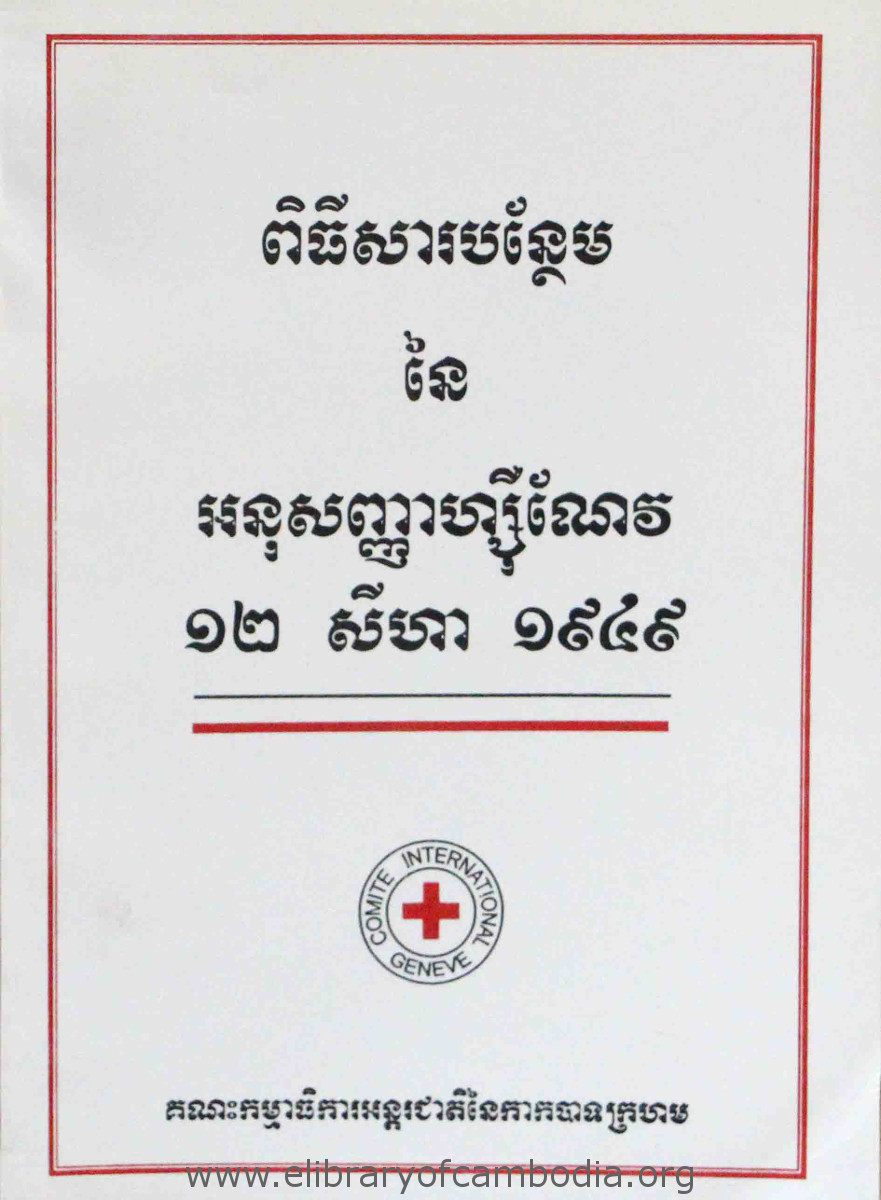 ពិធីសារបន្ថែម
នៃ
អនុសញ្ញាហ្ស៊ីណែវ
១២ សីហា ១៩៤៩
COMITE INTERNATIONAL
GENEVE
គណះកម្មាធិការអន្តរជាតិនៃកាកបាទក្រហម
www.elibraryofcambodia.org